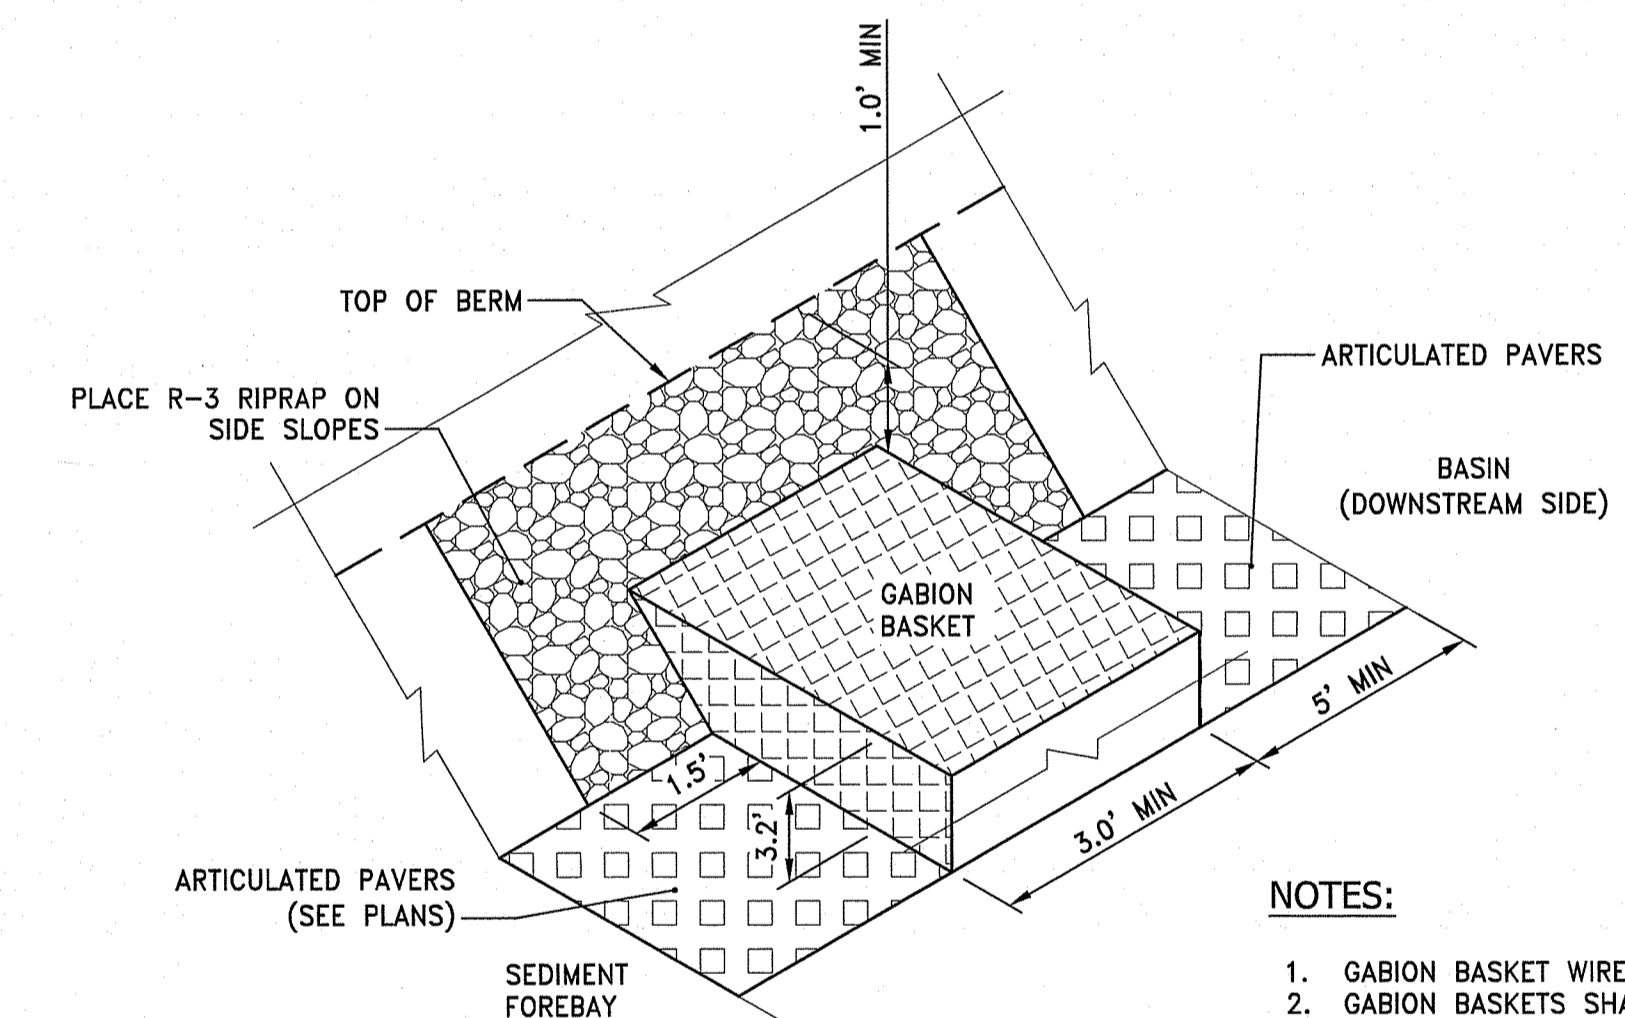 1.0' MIN
TOP OF BERM
PLACE R-3 RIPRAP ON
SIDE SLOPES
ARTICULATED PAVERS
BASIN
(DOWNSTREAM SIDE)
GABION
BASKET
5' MIN
1.5'
3.2'
3.0' MIN
ARTICULATED PAVERS
(SEE PLANS)
SEDIMENT
FOREBAY
NOTES:
1. GABION BASKET WIRE
2. GABION BASKETS SHA